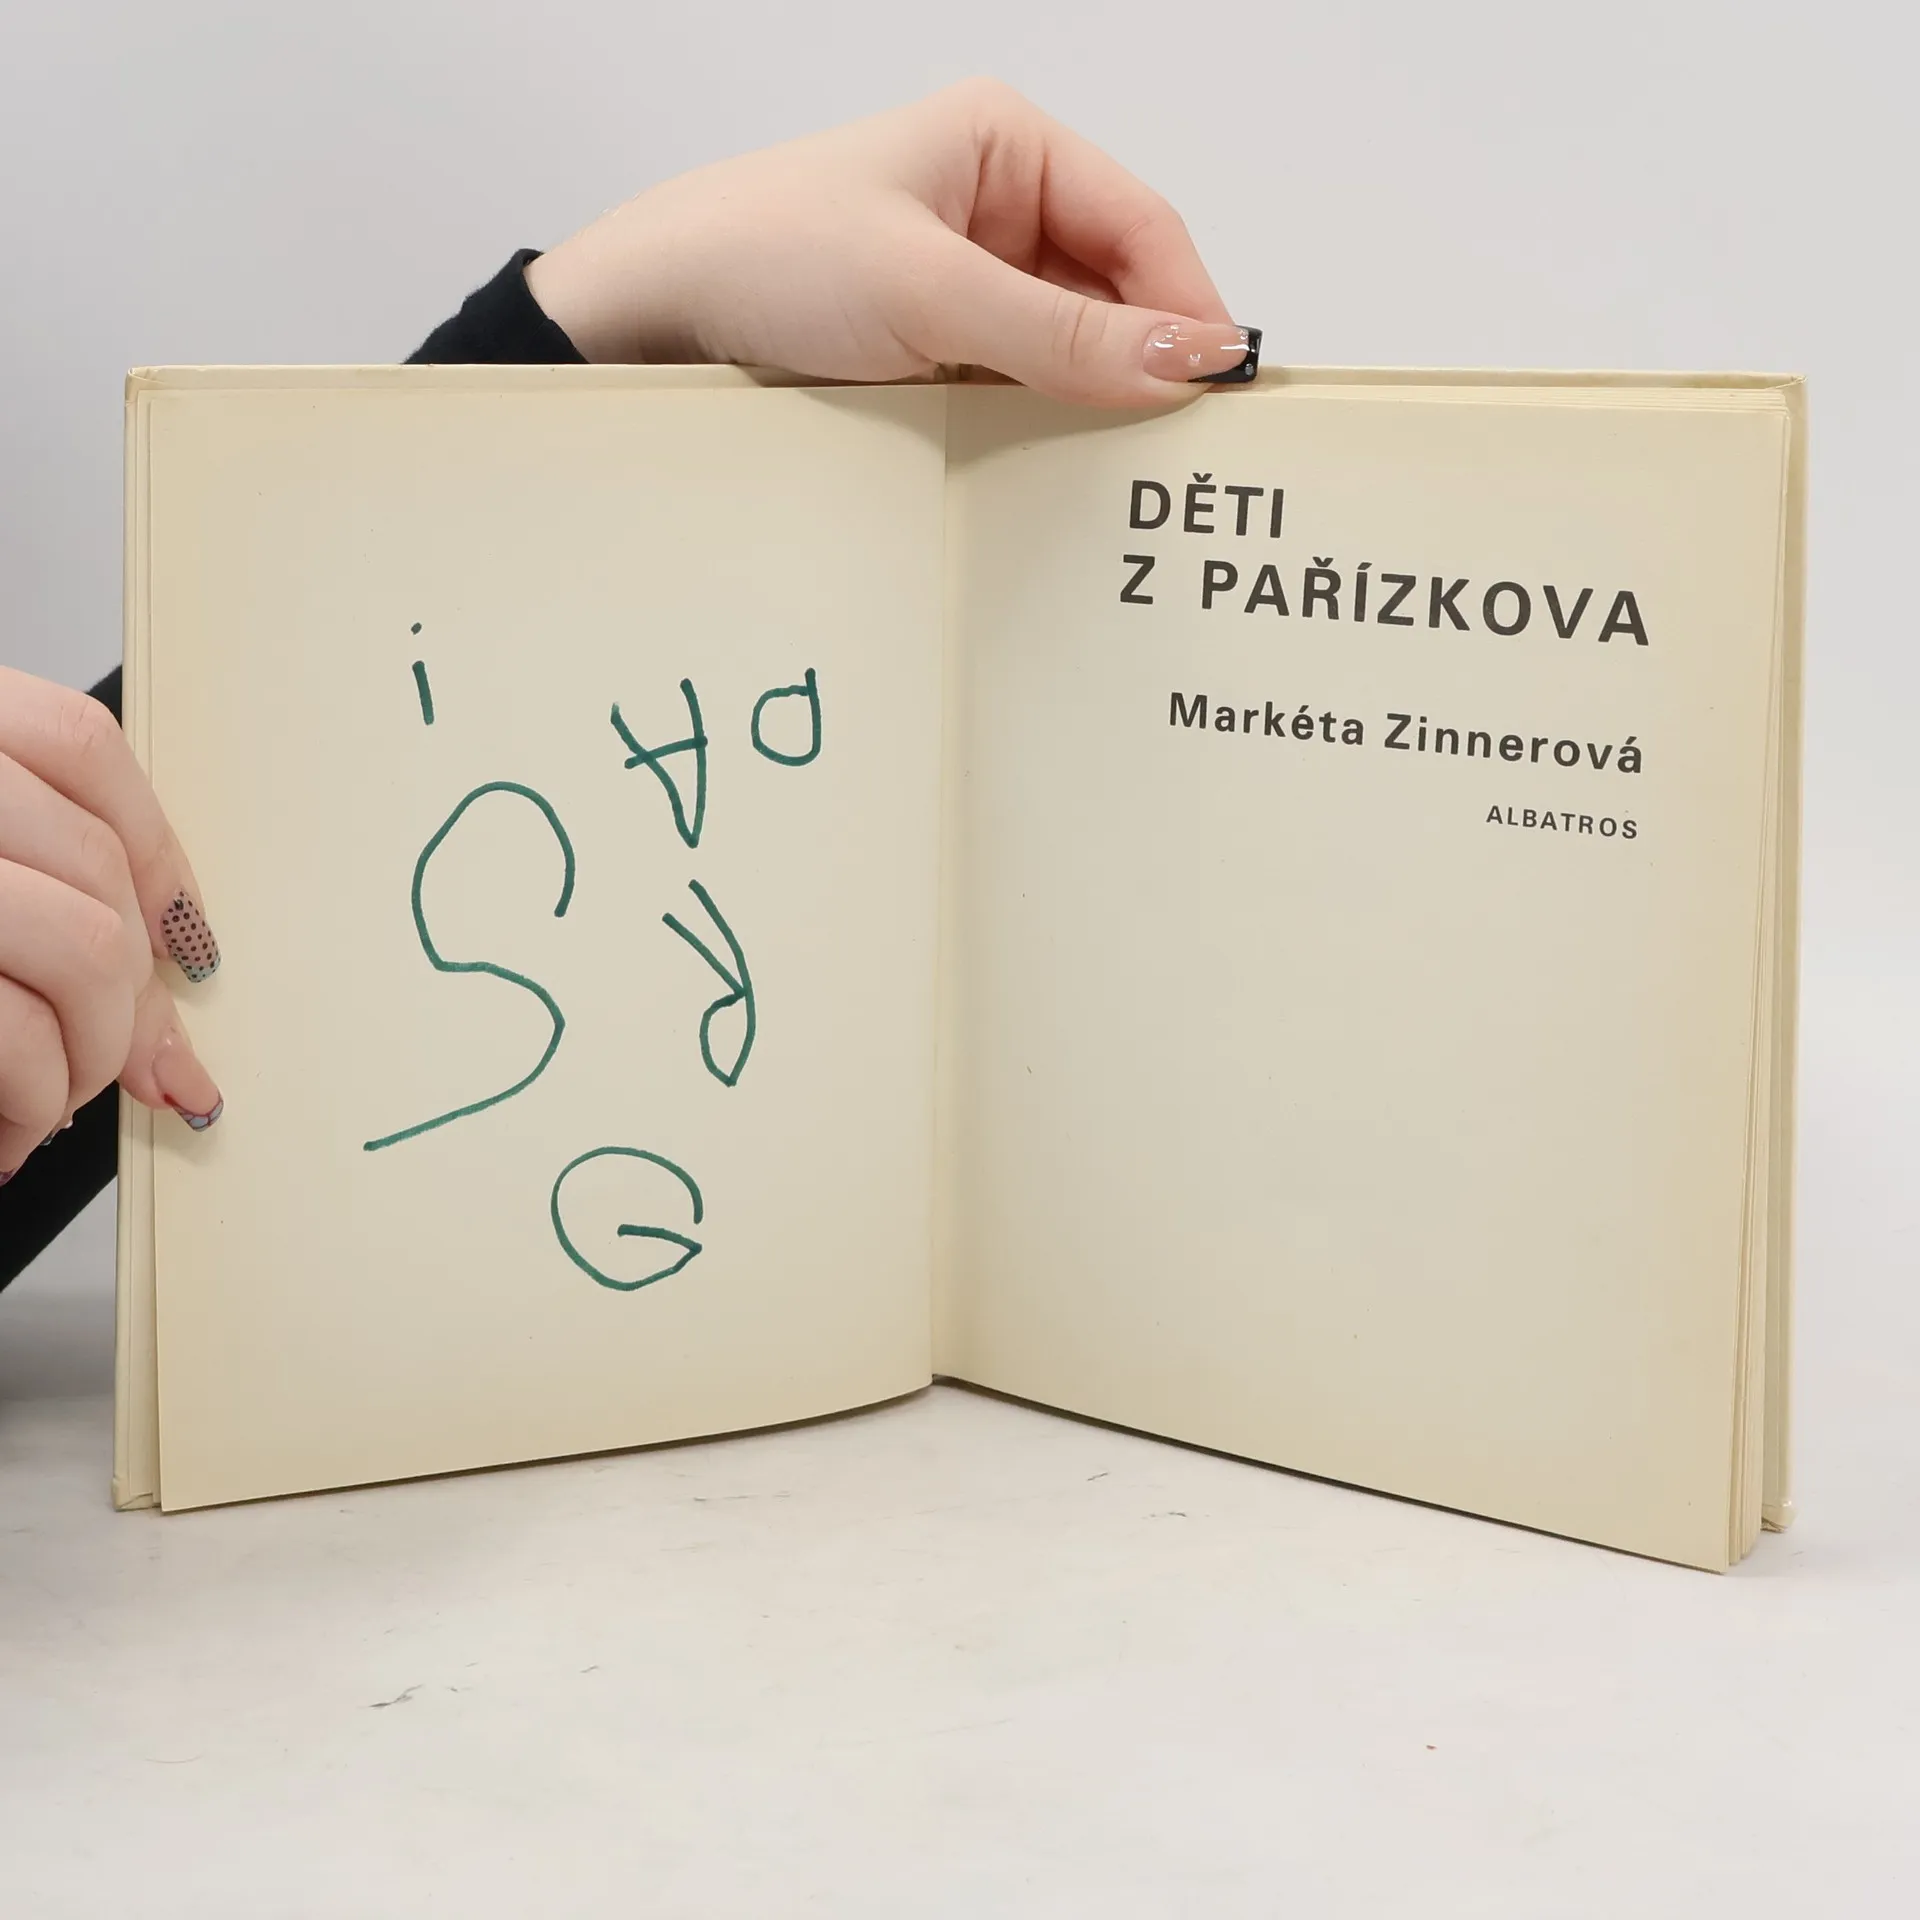 i
A D
S
R
G
DĚTI
Z PAŘÍZKOVA
Markéta Zinnerová
ALBATROS